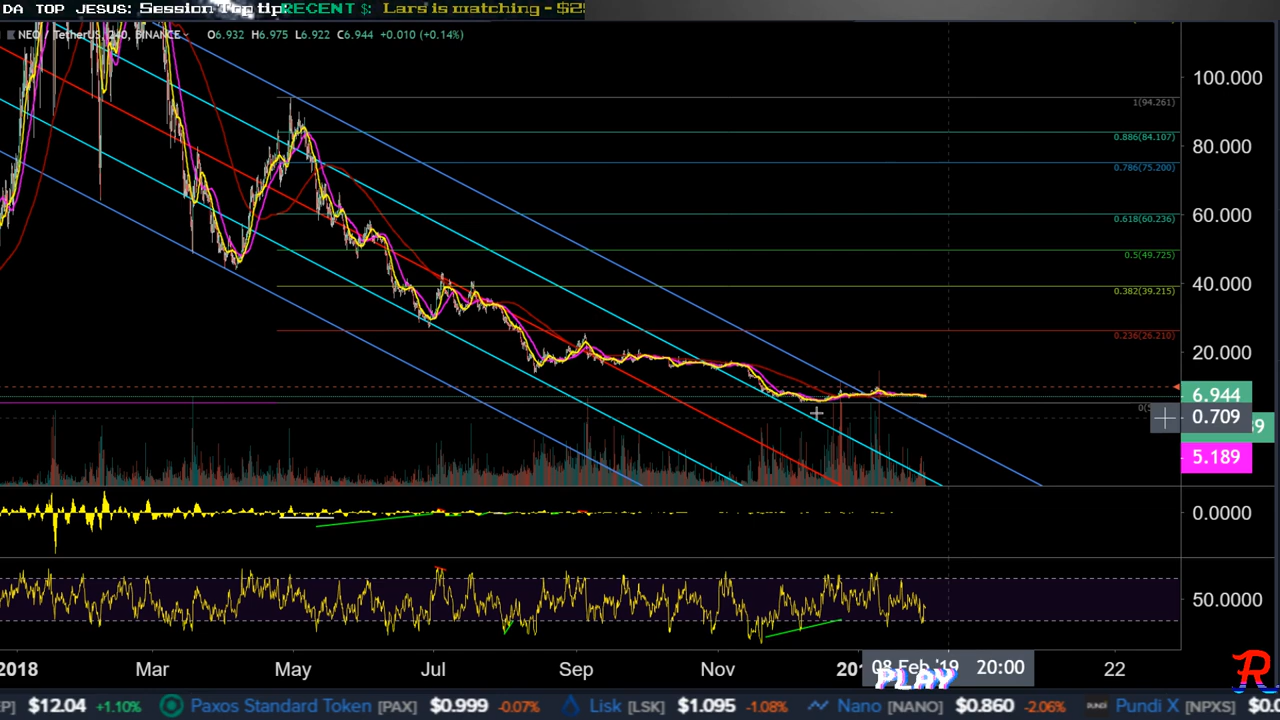 DA TOP JESUS: Session Top tip RECENT $: Lars is matching - $25
NEO / TetherUS, 240, BINANCE O6.932 H6.975 L6.922 C6.944 +0.010 (+0.14%)
100.000
1(94.261)
0.886(84.107)
80.000
0.786(75.200)
60.000
0.618(60.236)
0.5(49.725)
40.000
0.382(39.215)
0.236(26.210)
20.000
6.944
0.709
5.189
0.0000
50.0000
2018 Mar May Jul Sep Nov 08 Feb '19 20:00 22
PLAY
R
$12.04 +1.10% Paxos Standard Token [PAX] $0.999 -0.07% Lisk [LSK] $1.095 -1.08% Nano [NANO] $0.860 -2.06% Pundi X [NPXS]